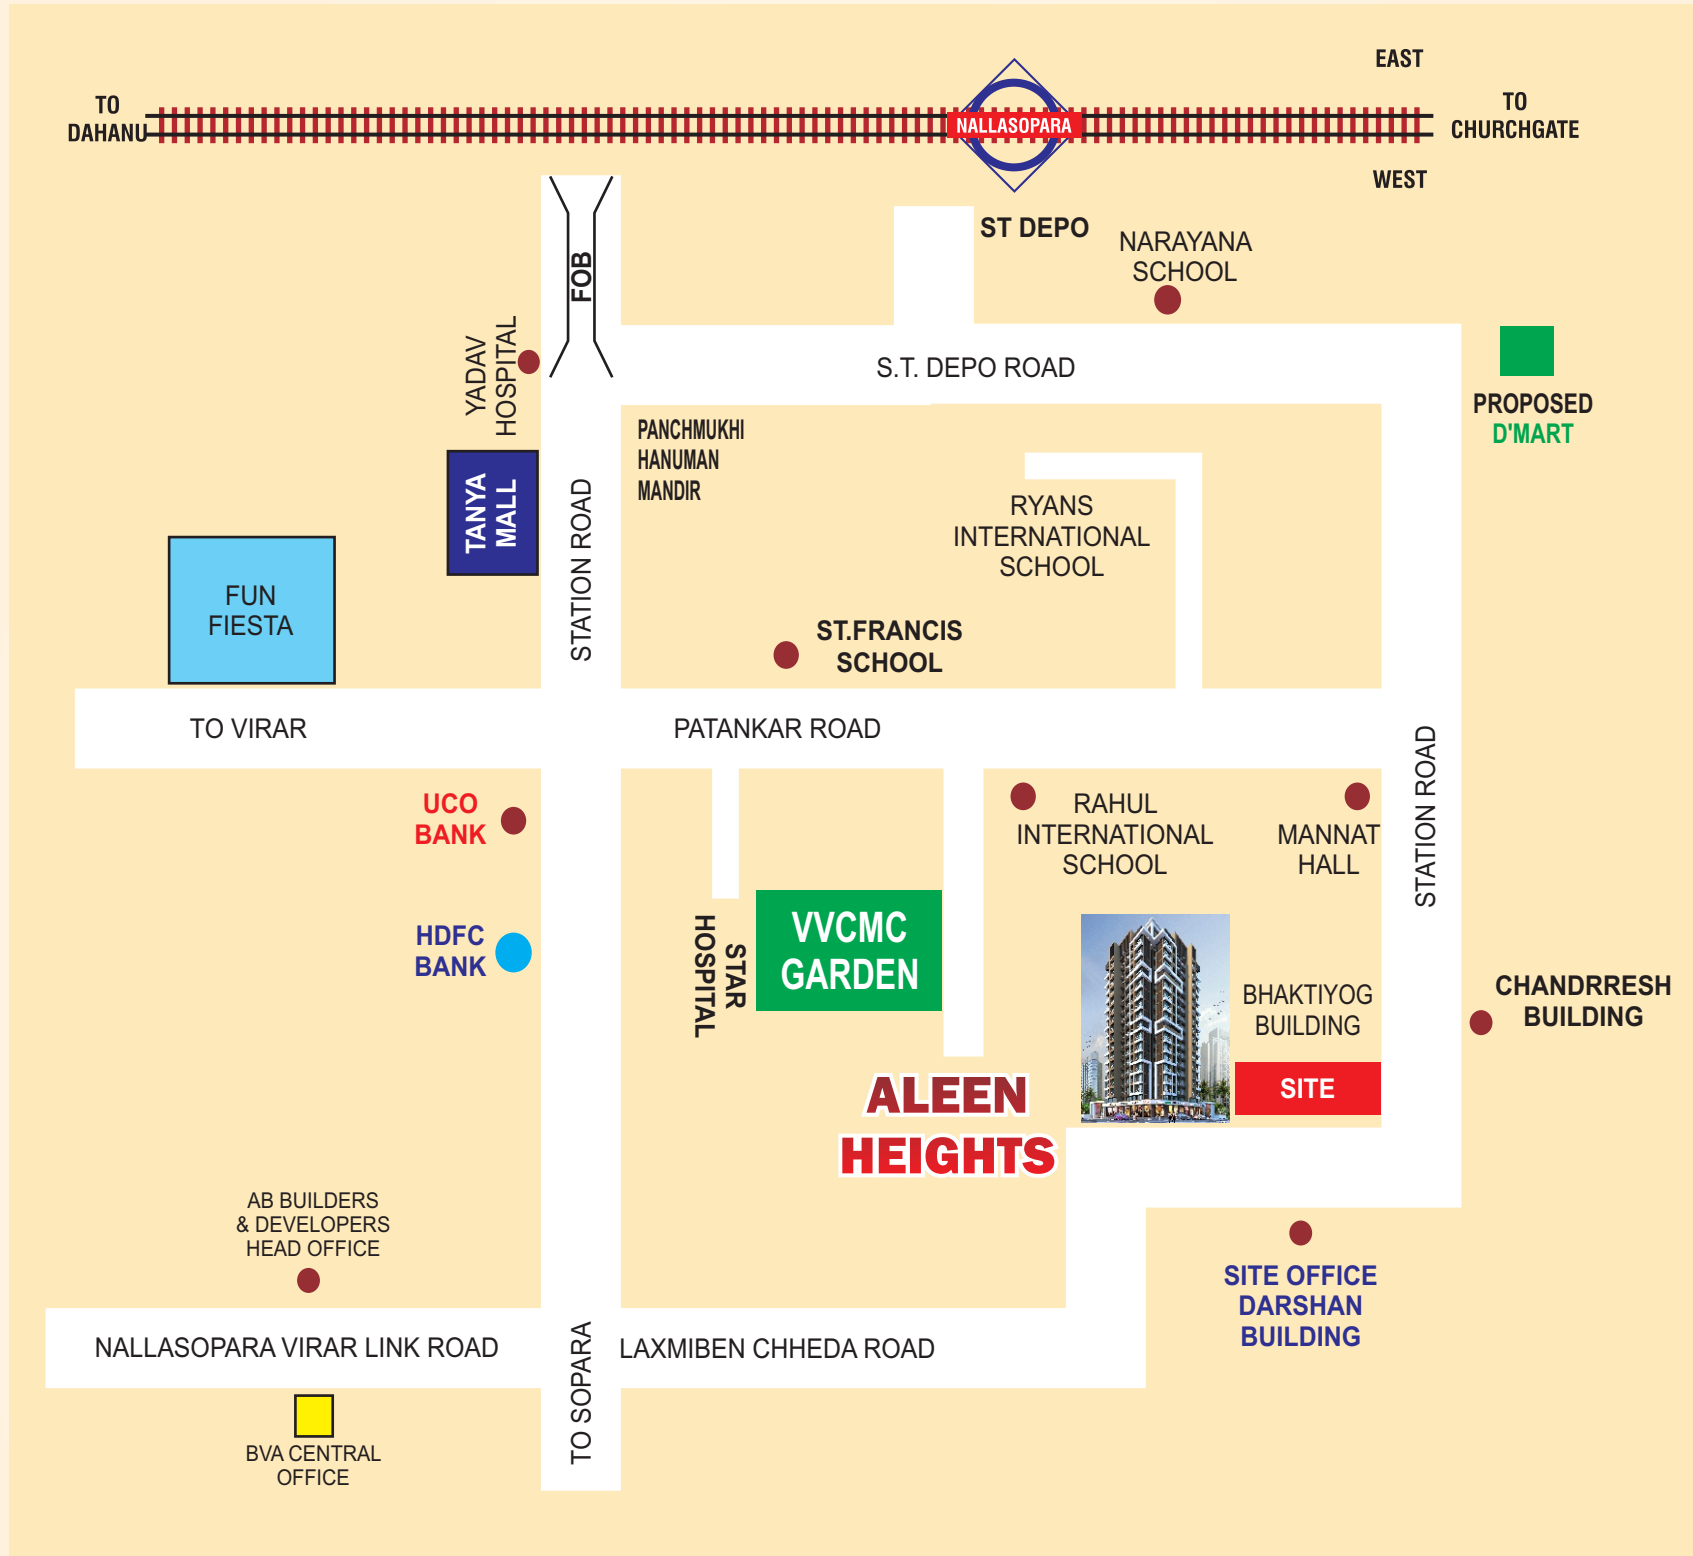 EAST
TO
DAHANU
NALLASOPARA
TO
CHURCHGATE
WEST
ST DEPO
NARAYANA
SCHOOL
FOB
YADAV
HOSPITAL
S.T. DEPO ROAD
PROPOSED
D'MART
PANCHMUKHI
HANUMAN
MANDIR
TANYA
MALL
STATION ROAD
RYANS
INTERNATIONAL
SCHOOL
FUN
FIESTA
ST.FRANCIS
SCHOOL
TO VIRAR
PATANKAR ROAD
STATION ROAD
UCO
BANK
RAHUL
INTERNATIONAL
SCHOOL
MANNAT
HALL
HDFC
BANK
STAR
HOSPITAL
VVCMC
GARDEN
BHAKTIYOG
BUILDING
CHANDRRESH
BUILDING
SITE
ALEEN
HEIGHTS
AB BUILDERS
& DEVELOPERS
HEAD OFFICE
SITE OFFICE
DARSHAN
BUILDING
NALLASOPARA VIRAR LINK ROAD
TO SOPARA
LAXMIBEN CHHEDA ROAD
BVA CENTRAL
OFFICE